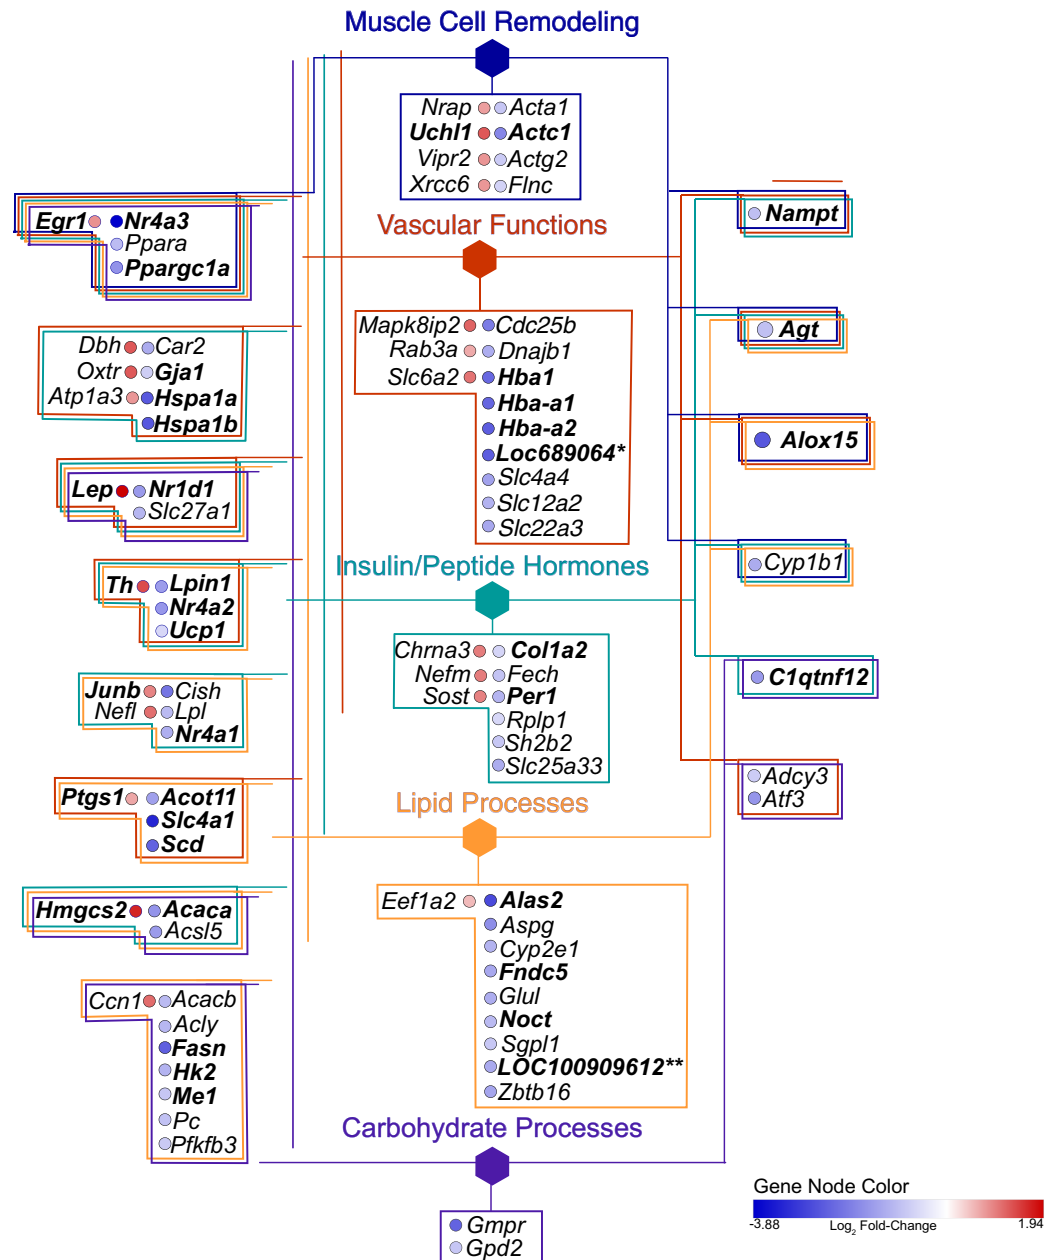 Muscle Cell Remodeling
Nrap Acta1
Uchl1 Actc1
Vipr2 Actg2
Xrcc6 Flnc
Vascular Functions
Mapk8ip2 Cdc25b
Rab3a Dnajb1
Slc6a2 Hba1
Hba-a1
Hba-a2
Loc689064*
Slc4a4
Slc12a2
Slc22a3
Insulin/Peptide Hormones
Chrna3 Col1a2
Nefm Fech
Sost Per1
Rplp1
Sh2b2
Slc25a33
Lipid Processes
Eef1a2 Alas2
Aspg
Cyp2e1
Fndc5
Glul
Noct
Sgpl1
LOC100909612**
Zbtb16
Carbohydrate Processes
Gmpr
Gpd2
Egr1 Nr4a3
Ppara
Ppargc1a
Dbh Car2
Oxtr Gja1
Atp1a3 Hspa1a
Hspa1b
Lep Nr1d1
Slc27a1
Th Lpin1
Nr4a2
Ucp1
Junb Cish
Nefl Lpl
Nr4a1
Ptgs1 Acot11
Slc4a1
Scd
Hmgcs2 Acaca
Acsl5
Ccn1 Acacb
Acly
Fasn
Hk2
Me1
Pc
Pfkfb3
Nampt
Agt
Alox15
Cyp1b1
C1qtnf12
Adcy3
Atf3
Gene Node Color
-3.88 Log2 Fold-Change 1.94